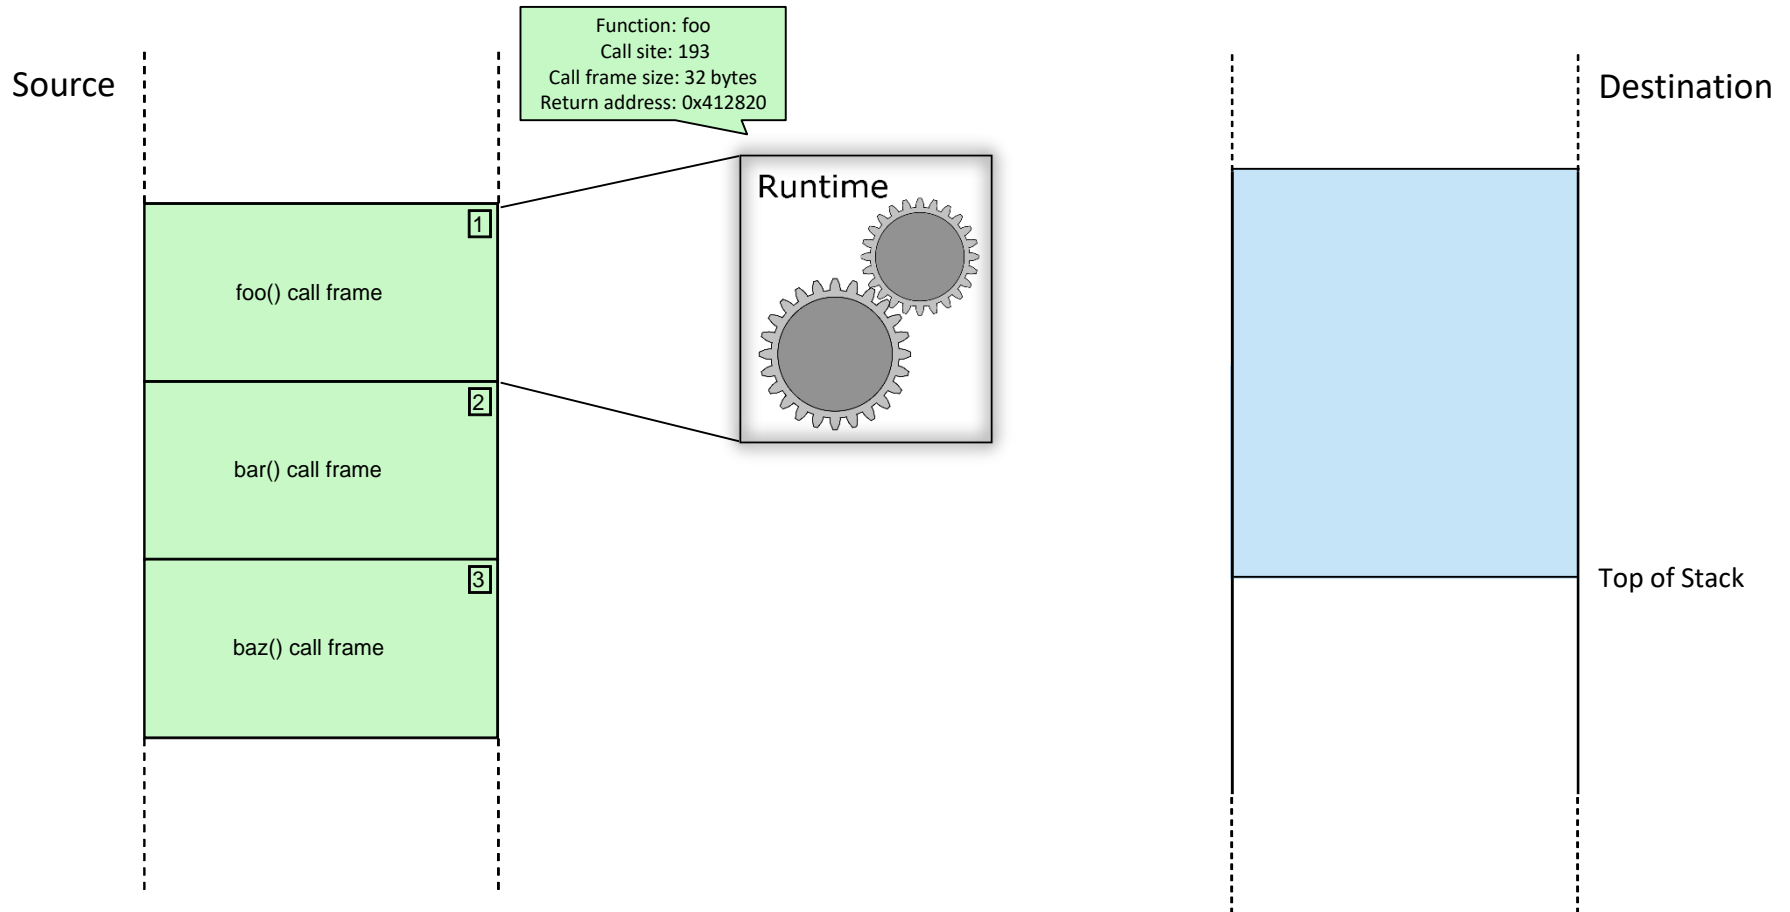 Function: foo
Call site: 193
Call frame size: 32 bytes
Return address: 0x412820
Source
Destination
Runtime
1
foo() call frame
2
bar() call frame
3
Top of Stack
baz() call frame